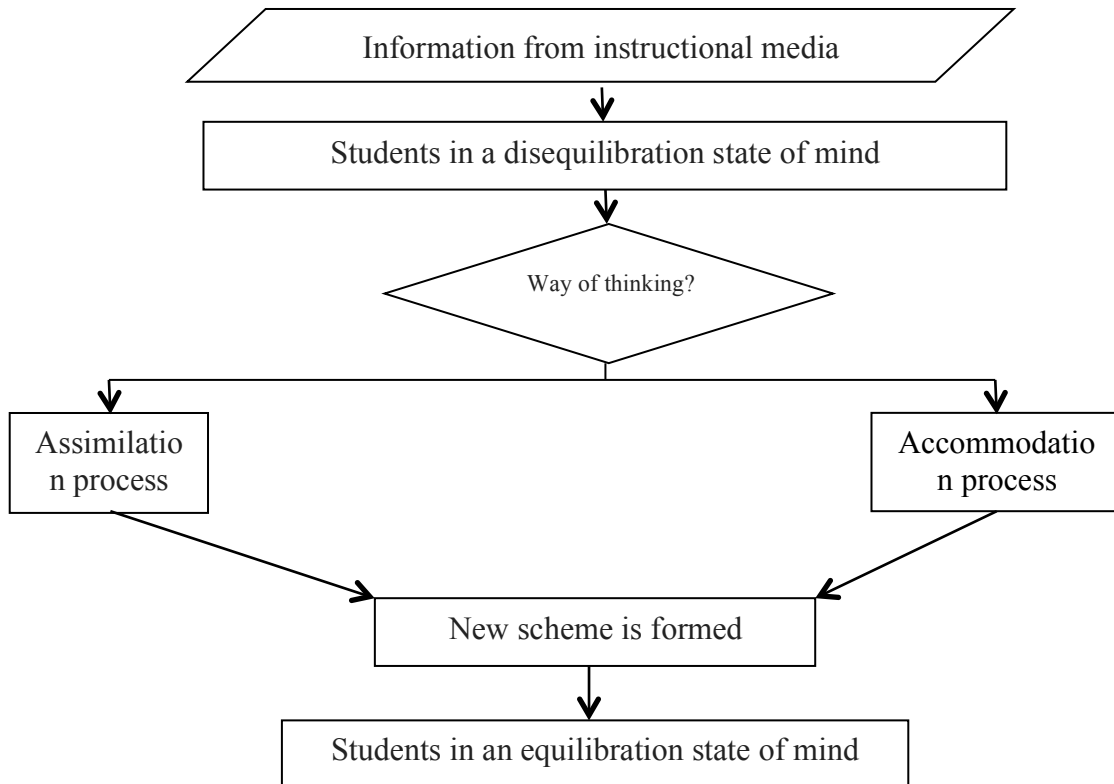 Information from instructional media
Students in a disequilibration state of mind
Way of thinking?
Assimilatio
n process
Accommodatio
n process
New scheme is formed
Students in an equilibration state of mind